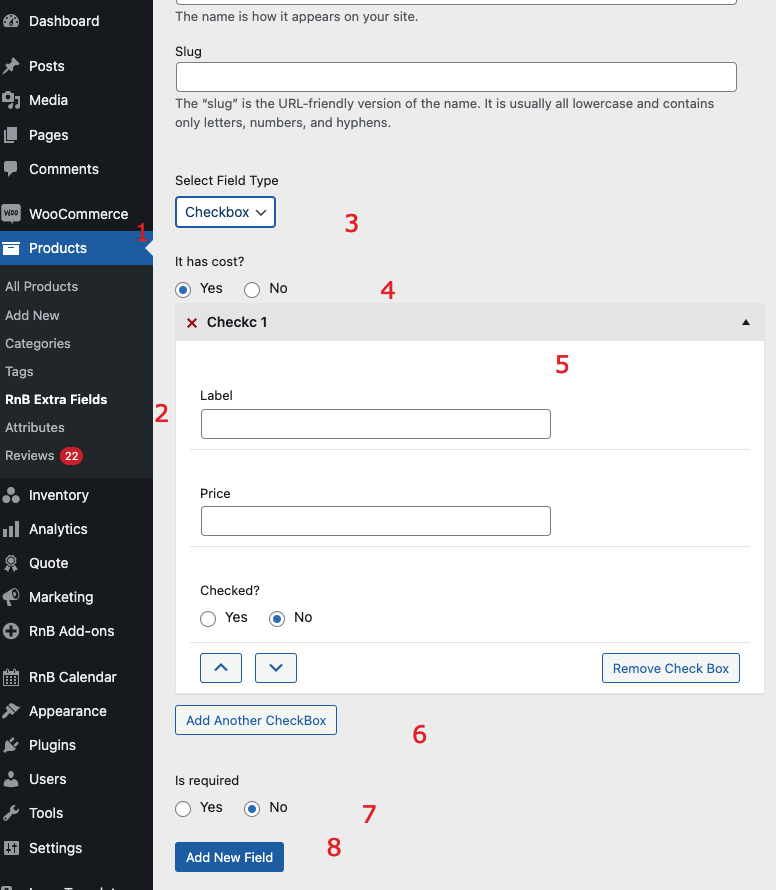 Dashboard
Posts
Media
Pages
Comments
WOO WooCommerce
1
Products
All Products
Add New
Categories
Tags
RnB Extra Fields
2
Attributes
Reviews 22
Inventory
Analytics
Quote
Marketing
RnB Add-ons
RnB Calendar
Appearance
Plugins
Users
Tools
Settings
The name is how it appears on your site.
Slug
The “slug” is the URL-friendly version of the name. It is usually all lowercase and contains
only letters, numbers, and hyphens.
Select Field Type
Checkbox
3
It has cost?
Yes No
4
Checkc 1
5
Label
Price
Checked?
Yes No
Remove Check Box
Add Another CheckBox
6
Is required
Yes No
7
Add New Field
8